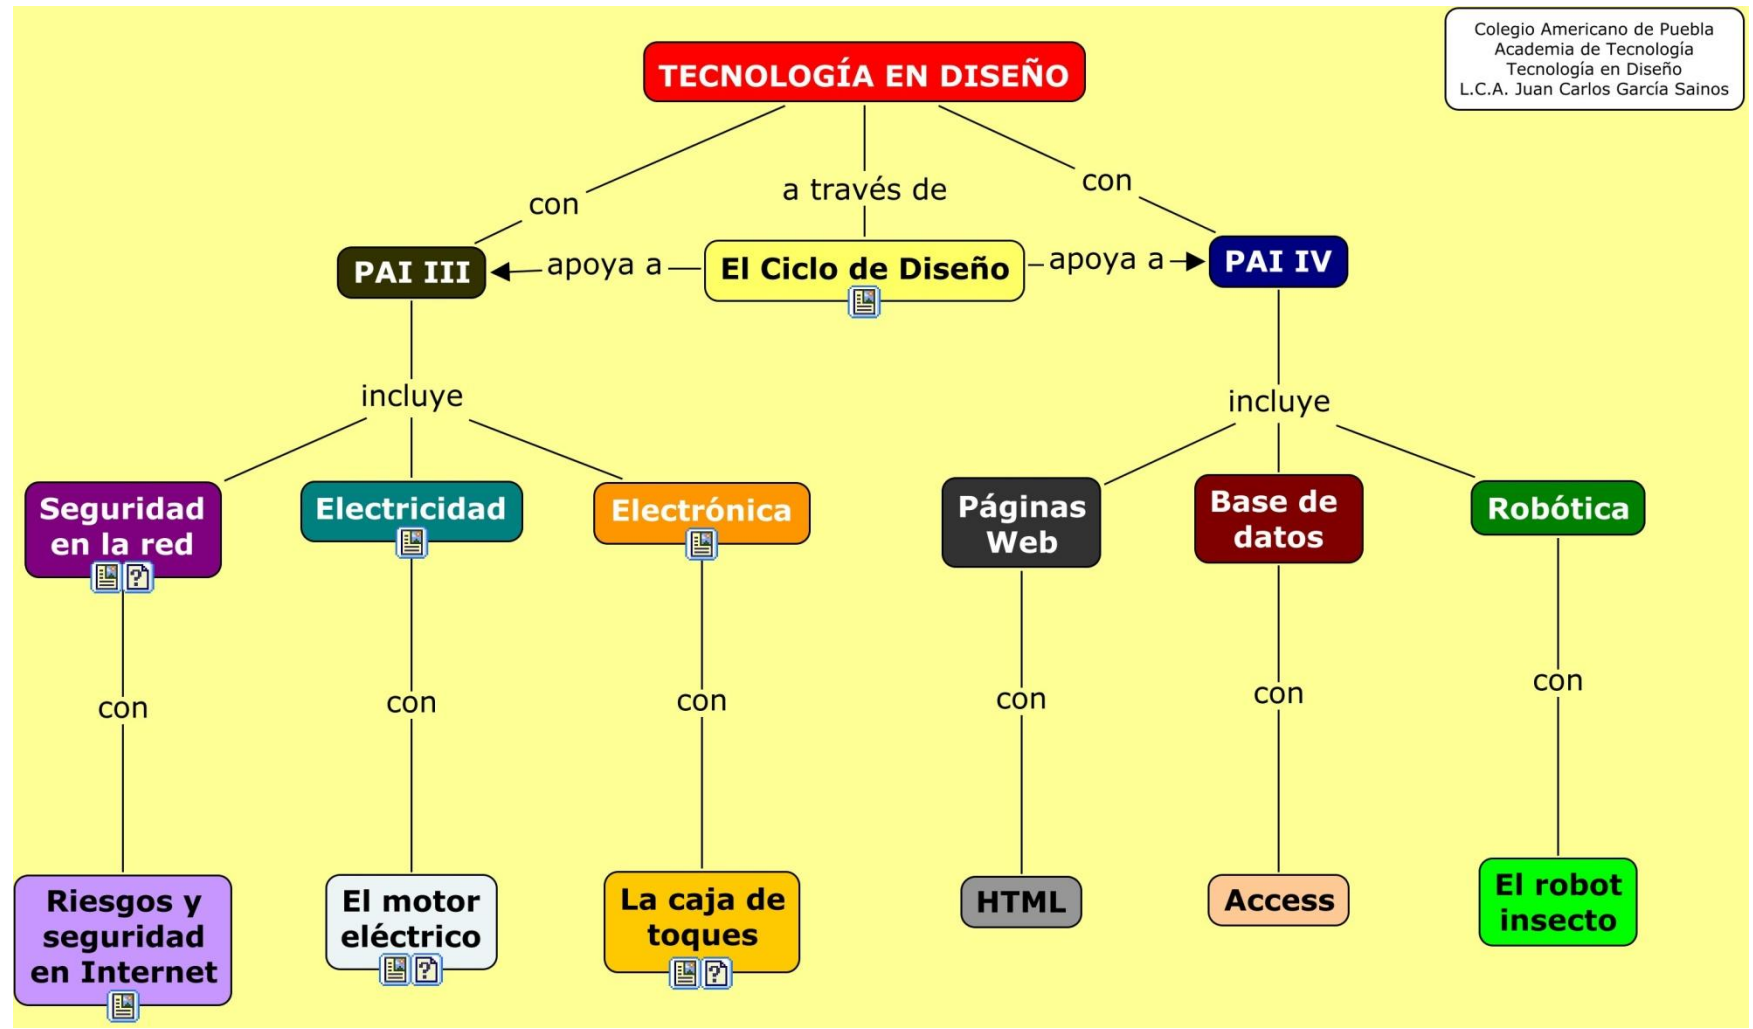 Colegio Americano de Puebla
Academia de Tecnología
Tecnología en Diseño
L.C.A. Juan Carlos García Sainos
TECNOLOGÍA EN DISEÑO
con
a través de
con
PAI III
apoya a
El Ciclo de Diseño
apoya a
PAI IV
incluye
incluye
Seguridad
en la red
Electricidad
Electrónica
Páginas
Web
Base de
datos
Robótica
con
con
con
con
con
con
Riesgos y
seguridad
en Internet
El motor
eléctrico
La caja de
toques
HTML
Access
El robot
insecto